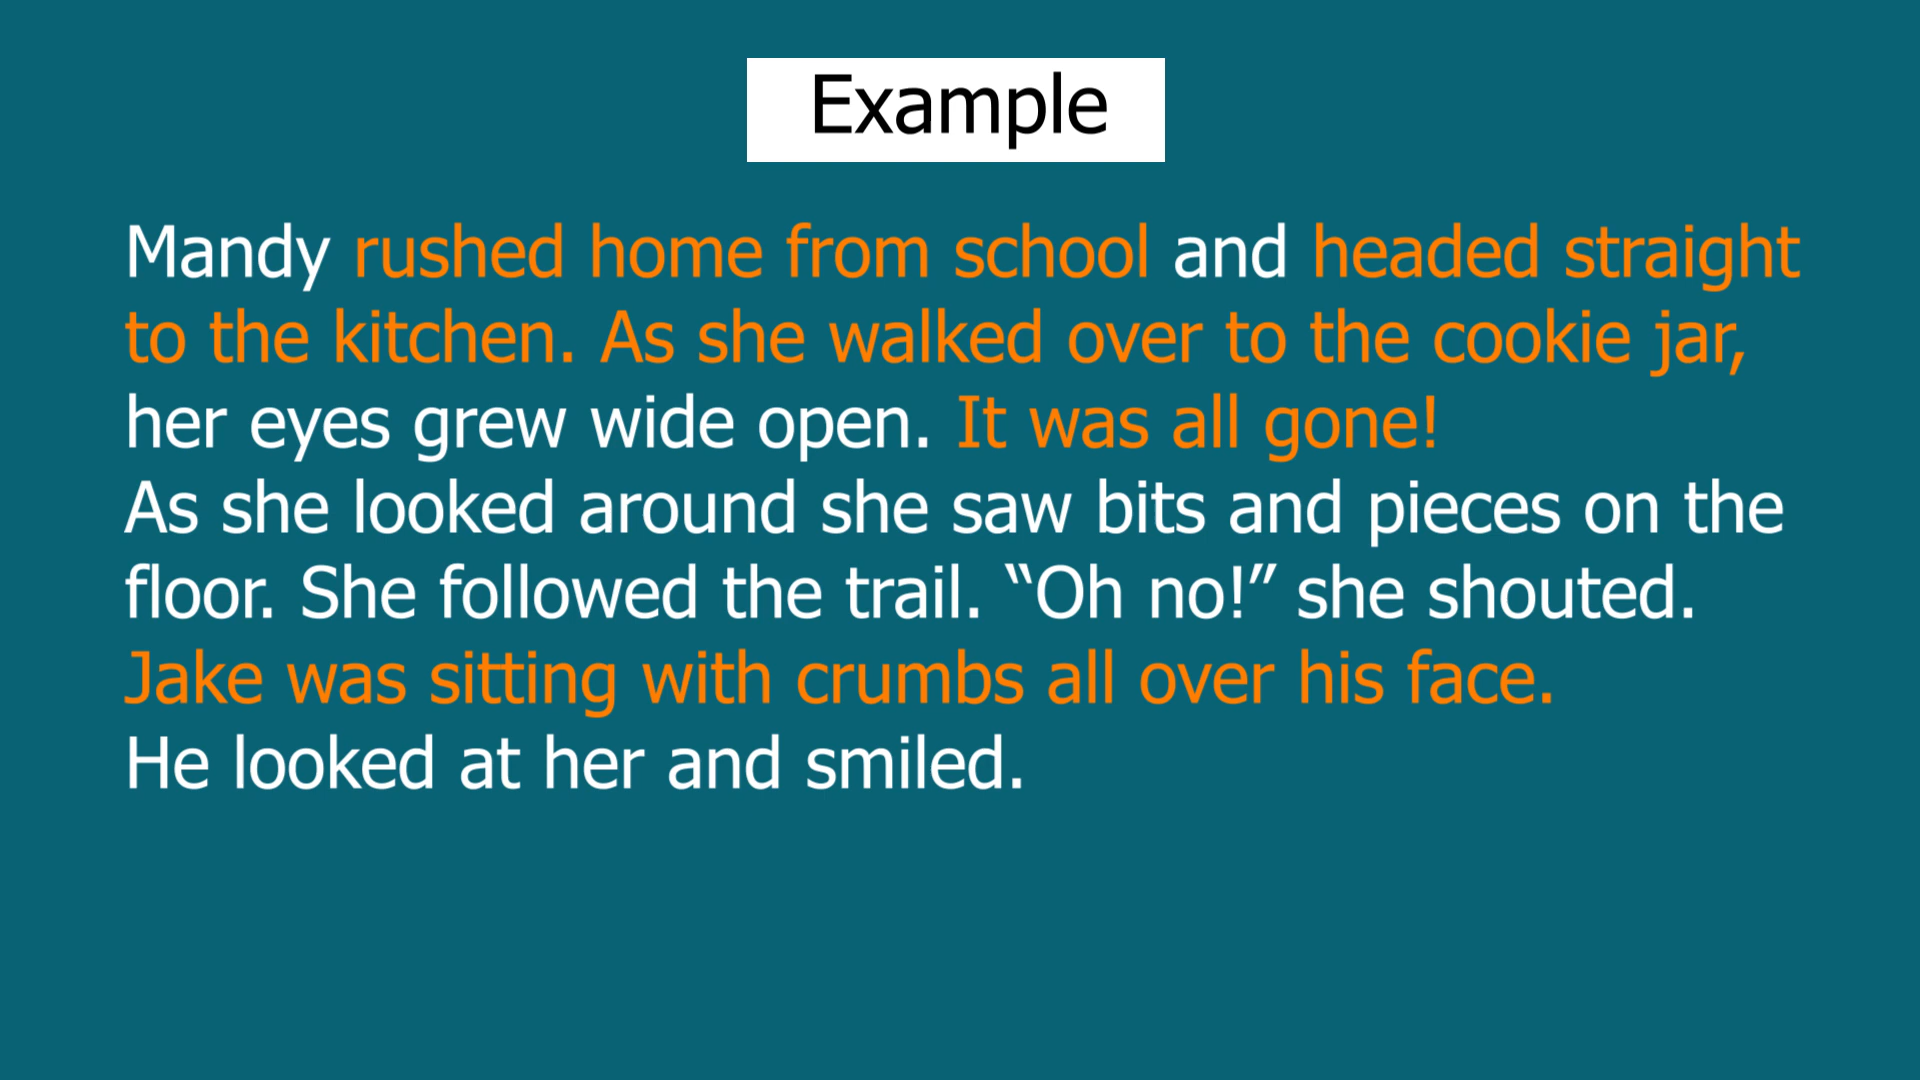 Example
Mandy rushed home from school and headed straight
to the kitchen. As she walked over to the cookie jar,
her eyes grew wide open. It was all gone!
As she looked around she saw bits and pieces on the
floor. She followed the trail. “Oh no!” she shouted.
Jake was sitting with crumbs all over his face.
He looked at her and smiled.